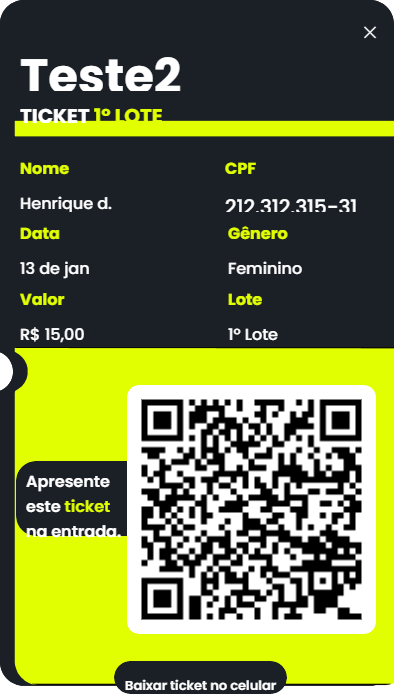 Teste2
TICKET 1º LOTE
Nome CPF
Henrique d. 212.312.315-31
Data Gênero
13 de jan Feminino
Valor Lote
R$ 15,00 1º Lote
Apresente
este ticket
na entrada.
Baixar ticket no celular